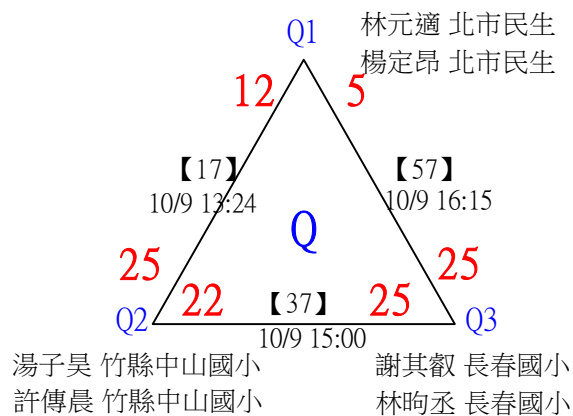 Q1
林元適 北市民生
楊定昂 北市民生
12
5
【17】
10/9 13:24
【57】
10/9 16:15
Q
25
25
22
【37】
25
Q2
10/9 15:00
Q3
湯子昊 竹縣中山國小
許傳晨 竹縣中山國小
謝其叡 長春國小
林昫丞 長春國小